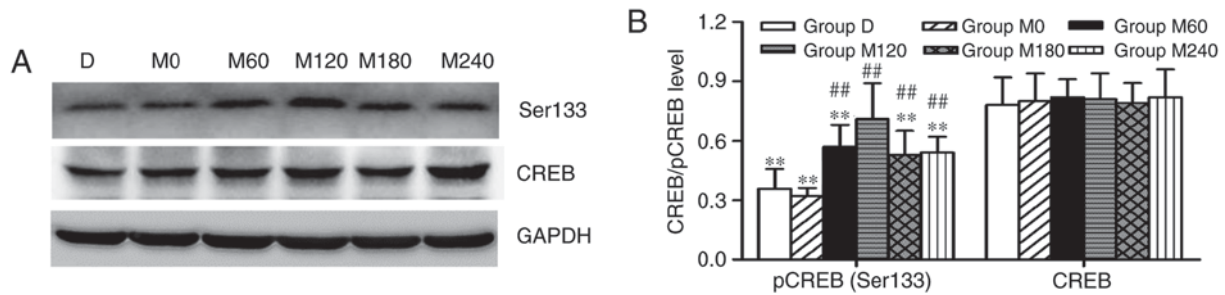 A
D M0 M60 M120 M180 M240
Ser133
CREB
GAPDH
B
CREB/pCREB level
1.2
0.9
0.6
0.3
0.0
Group D Group M0 Group M60
Group M120 Group M180 Group M240
## ## ## ##
** ** ** ** **
pCREB (Ser133) CREB